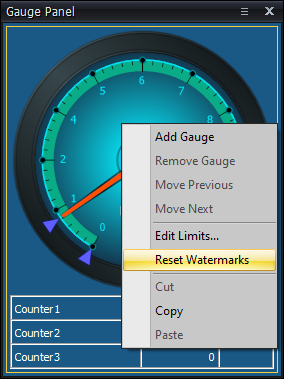 Gauge Panel
6
5
7
4
8
3
2
1
0
Add Gauge
Remove Gauge
Move Previous
Move Next
Edit Limits...
Reset Watermarks
Cut
Copy
Paste
Counter1
Counter2
Counter3 0